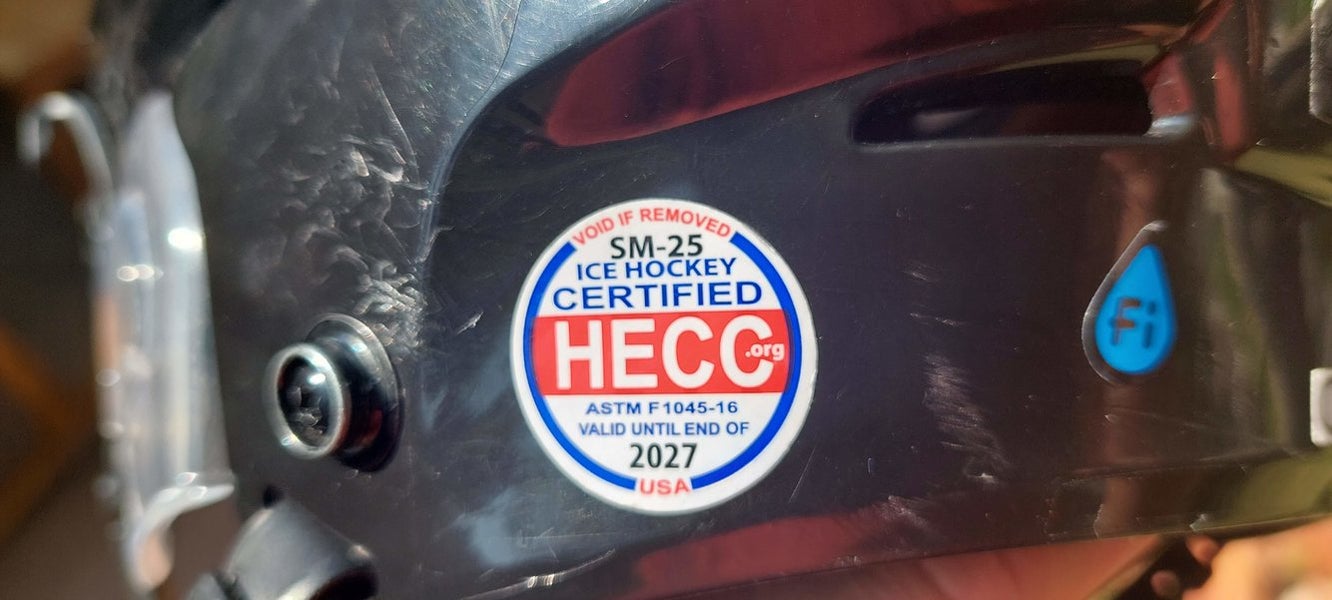 VOID IF REMOVED
SM-25
ICE HOCKEY
CERTIFIED
HECC.org
ASTM F1045-16
VALID UNTIL END OF
2027
USA
Fi